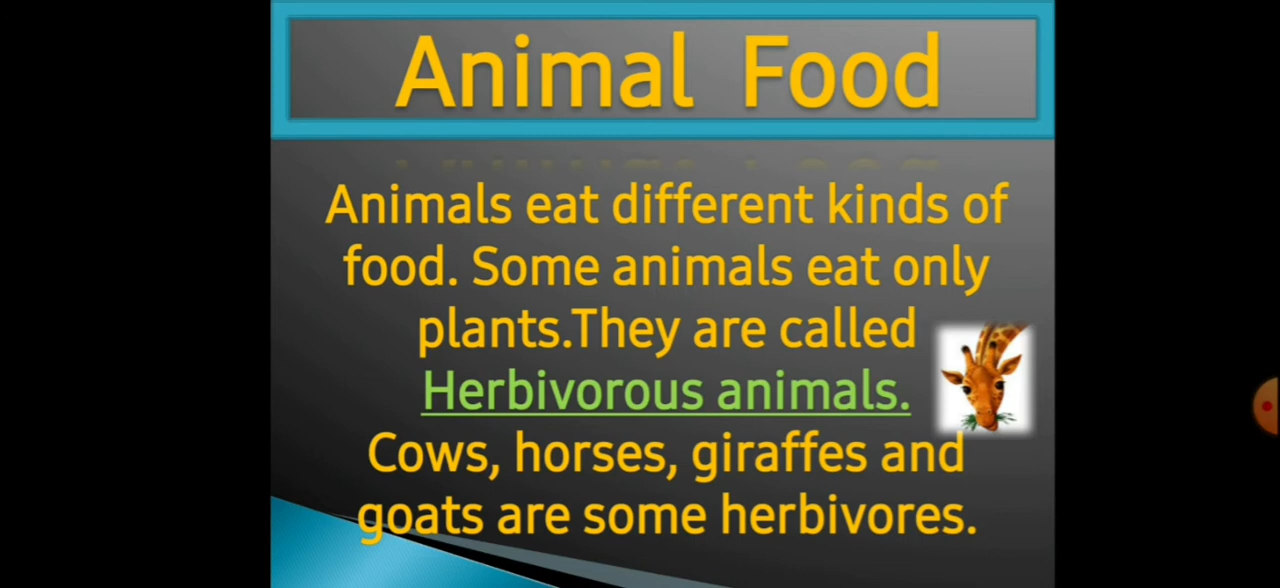 Animal Food
Animals eat different kinds of
food. Some animals eat only
plants.They are called
Herbivorous animals.
Cows, horses, giraffes and
goats are some herbivores.